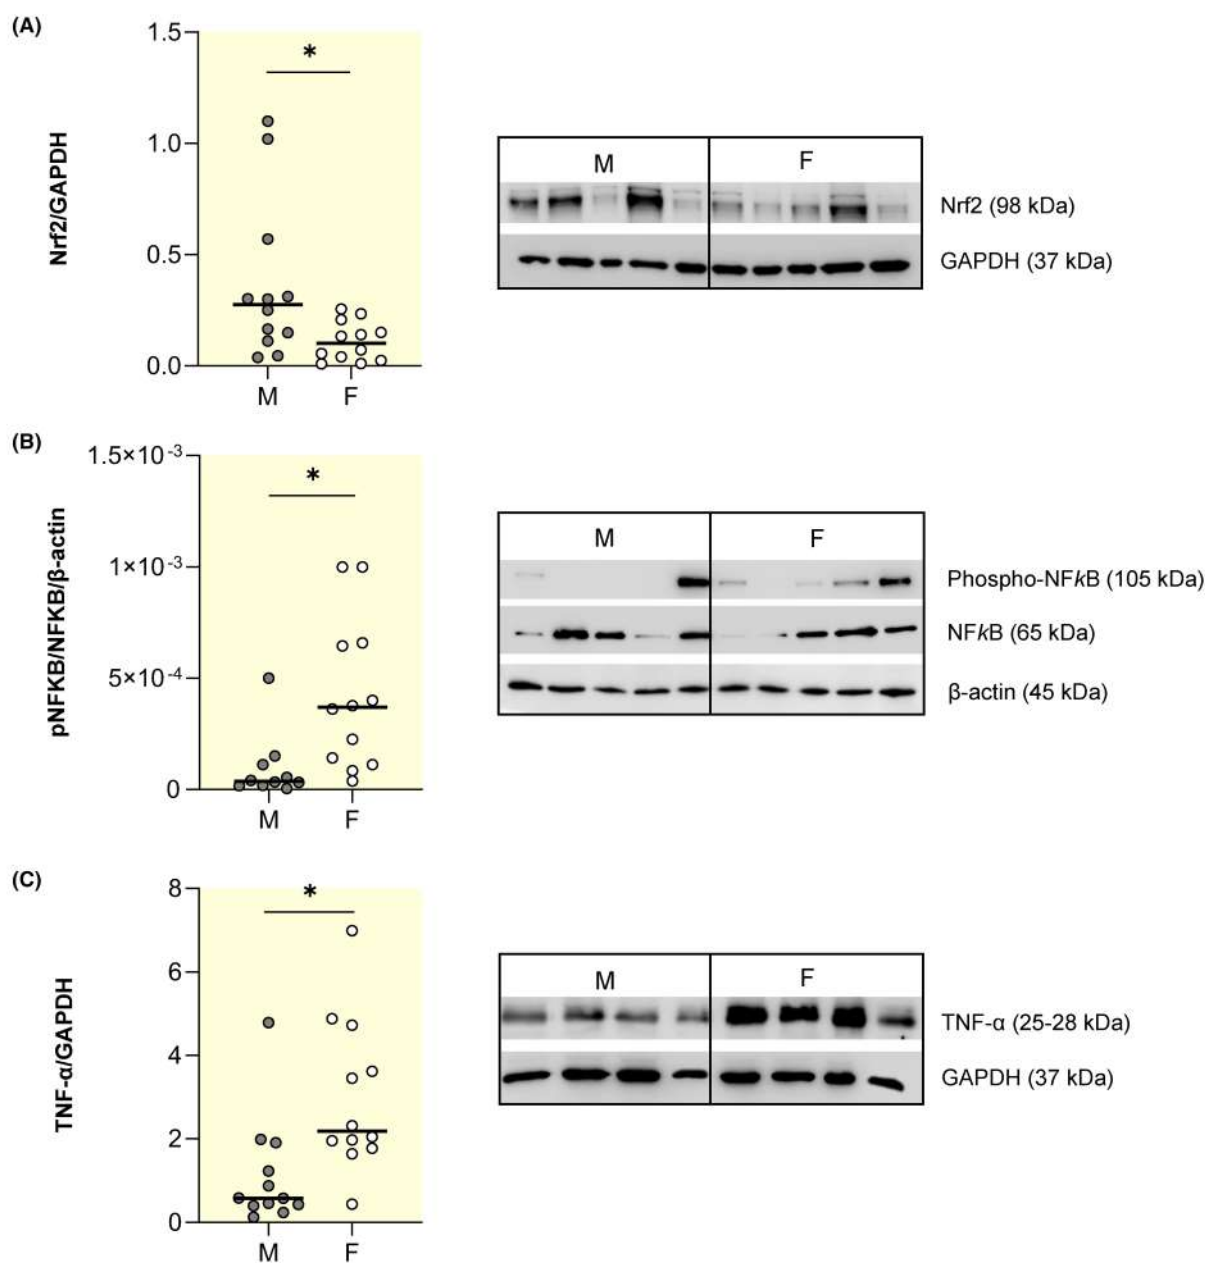 (A)
1.5
*
1.0
Nrf2/GAPDH
0.5
0.0
M F
M F
Nrf2 (98 kDa)
GAPDH (37 kDa)
(B)
1.5×10⁻³
*
1×10⁻³
pNFKB/NFKB/β-actin
5×10⁻⁴
0
M F
M F
Phospho-NFkB (105 kDa)
NFkB (65 kDa)
β-actin (45 kDa)
(C)
8
*
6
TNF-α/GAPDH
4
2
0
M F
M F
TNF-α (25-28 kDa)
GAPDH (37 kDa)